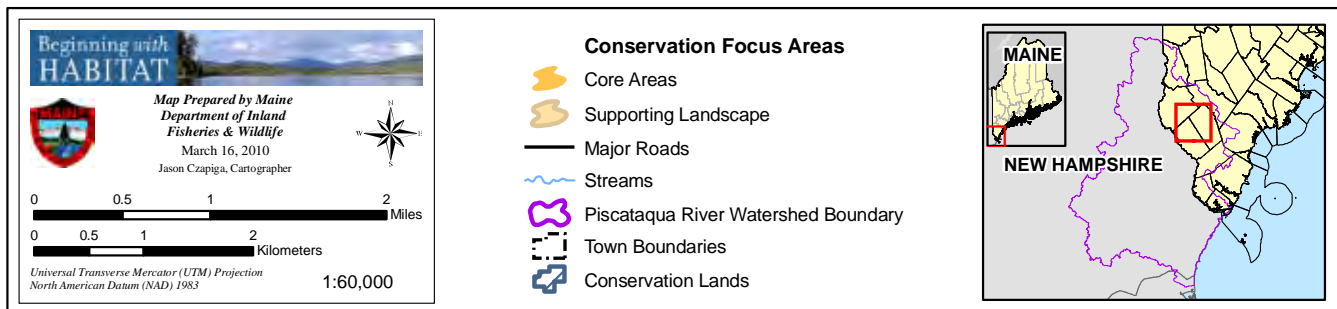 Beginning with
HABITAT
MAINE
Map Prepared by Maine
Department of Inland
Fisheries & Wildlife
March 16, 2010
Jason Czapiga, Cartographer
N
W E
S
0 0.5 1 2
Miles
0 0.5 1 2
Kilometers
Universal Transverse Mercator (UTM) Projection
North American Datum (NAD) 1983
1:60,000
Conservation Focus Areas
Core Areas
Supporting Landscape
Major Roads
Streams
Piscataqua River Watershed Boundary
Town Boundaries
Conservation Lands
MAINE
NEW HAMPSHIRE